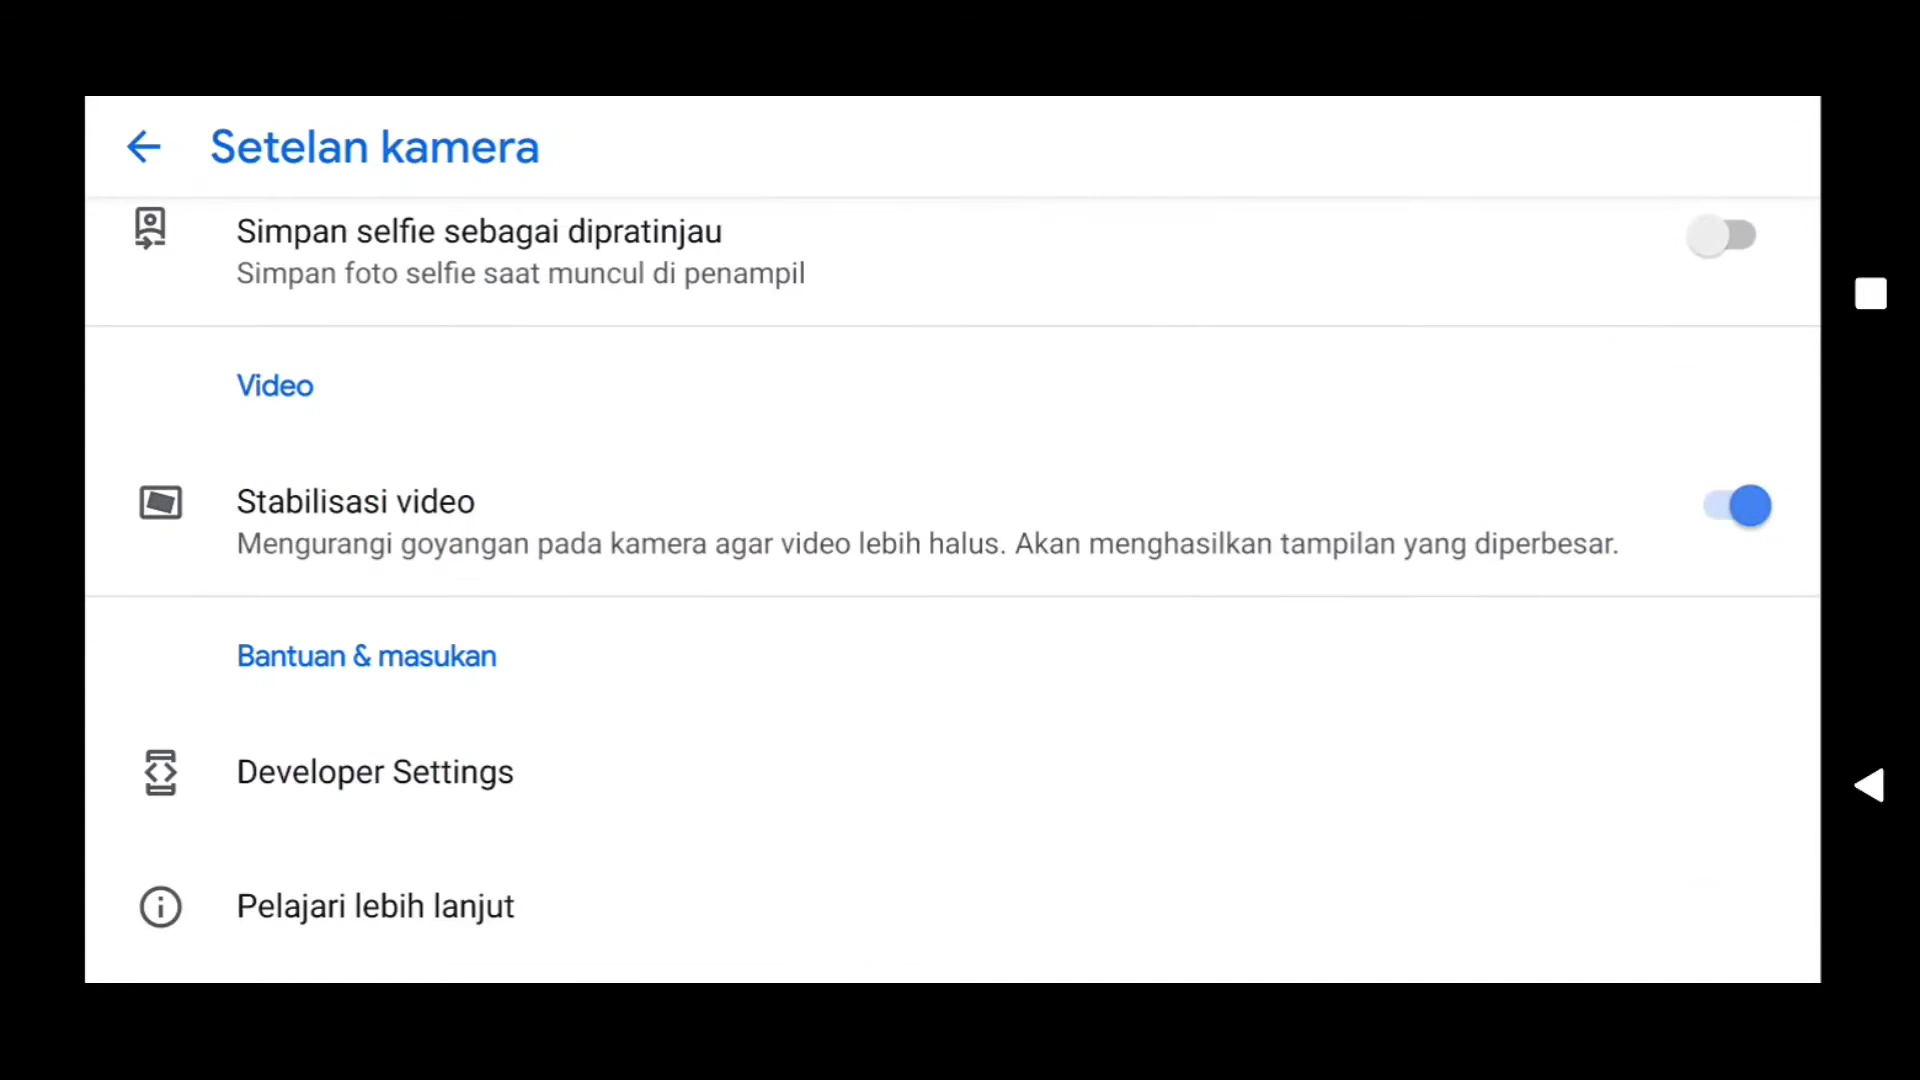 Setelan kamera
Simpan selfie sebagai dipratinjau
Simpan foto selfie saat muncul di penampil
Video
Stabilisasi video
Mengurangi goyangan pada kamera agar video lebih halus. Akan menghasilkan tampilan yang diperbesar.
Bantuan & masukan
Developer Settings
Pelajari lebih lanjut